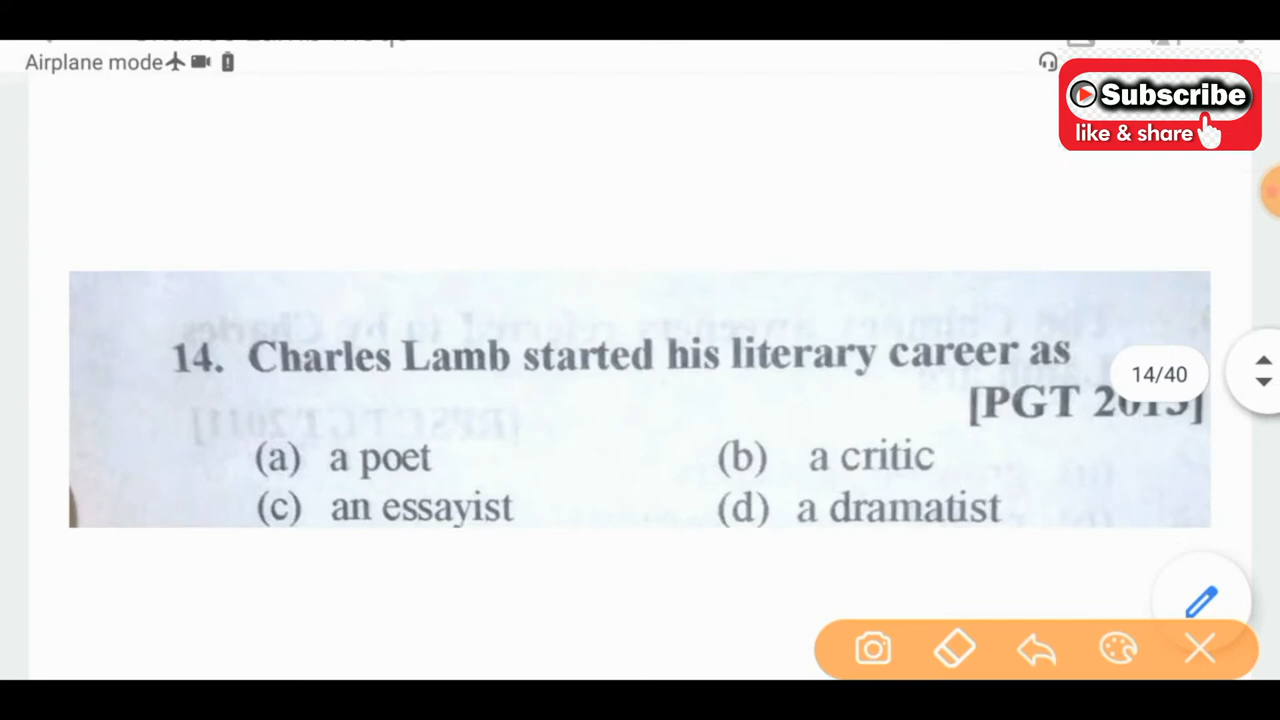 Airplane mode
Subscribe
like & share
14. Charles Lamb started his literary career as
14/40
[PGT
(a) a poet
(b) a critic
(c) an essayist
(d) a dramatist